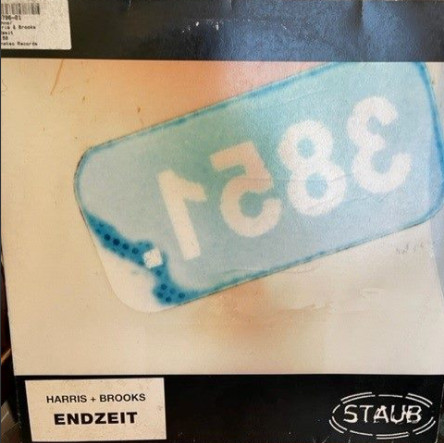 3851
HARRIS + BROOKS
ENDZEIT
STAUB